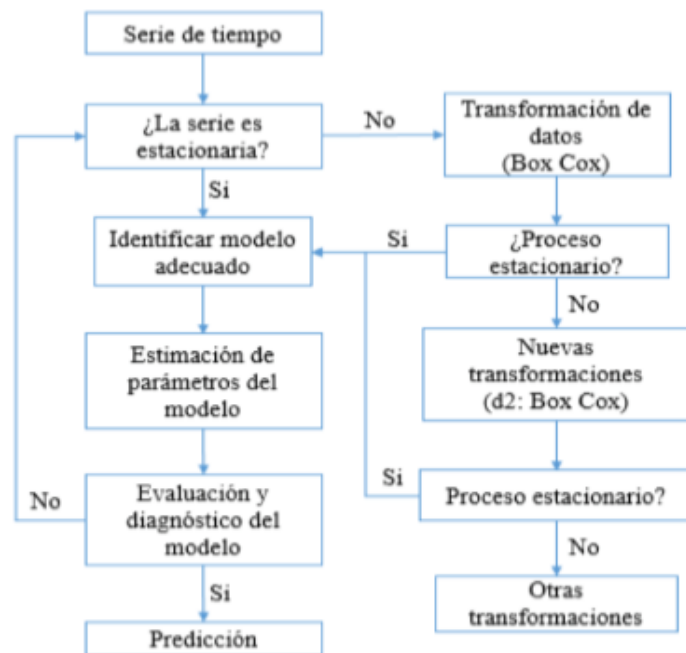 Serie de tiempo
¿La serie es
estacionaria?
No
Transformación de
datos
(Box Cox)
Si
Identificar modelo
adecuado
Si
¿Proceso
estacionario?
No
Estimación de
parámetros del
modelo
Nuevas
transformaciones
(d2: Box Cox)
Si
No
Evaluación y
diagnóstico del
modelo
Proceso estacionario?
No
Si
Otras
transformaciones
Predicción